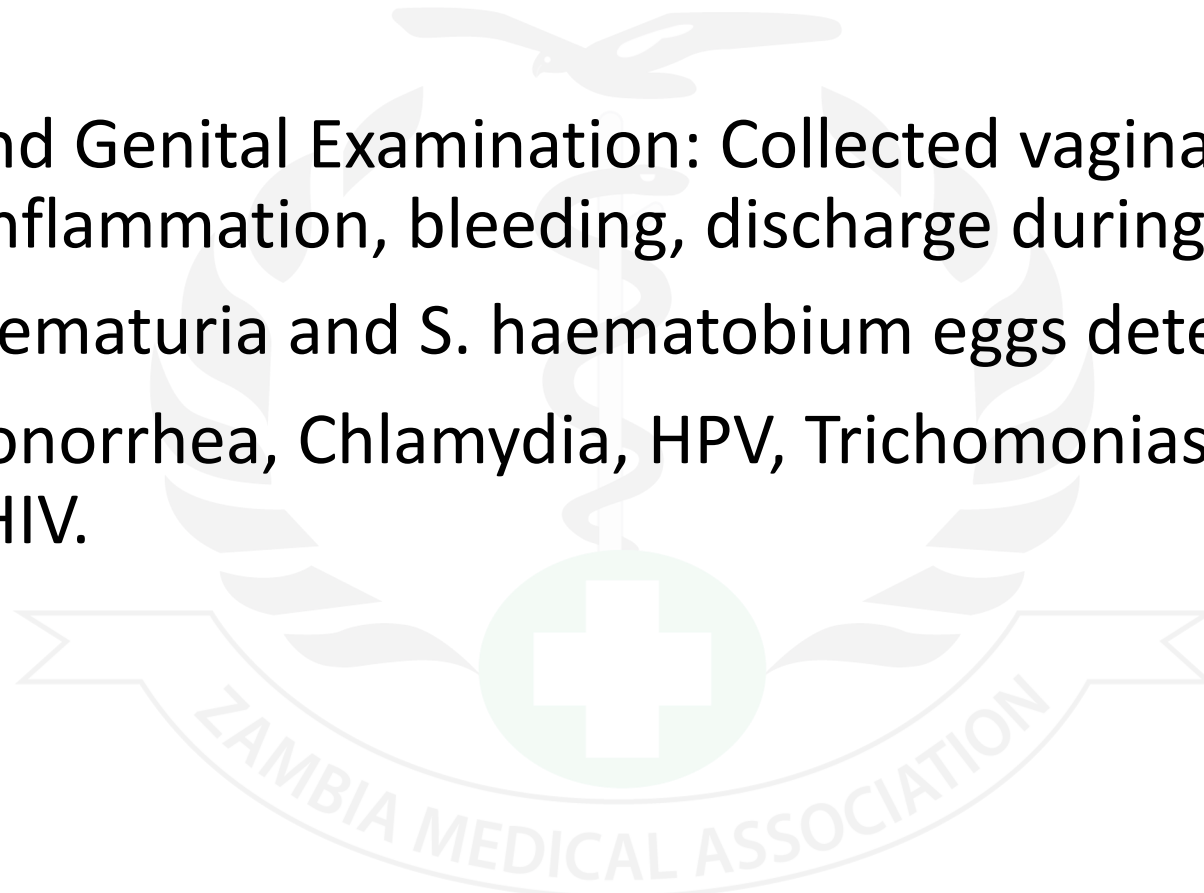 nd Genital Examination: Collected vagina
nflammation, bleeding, discharge during
ematuria and S. haematobium eggs dete
onorrhea, Chlamydia, HPV, Trichomonias
HIV.
ZAMBIA MEDICAL ASSOCIATION